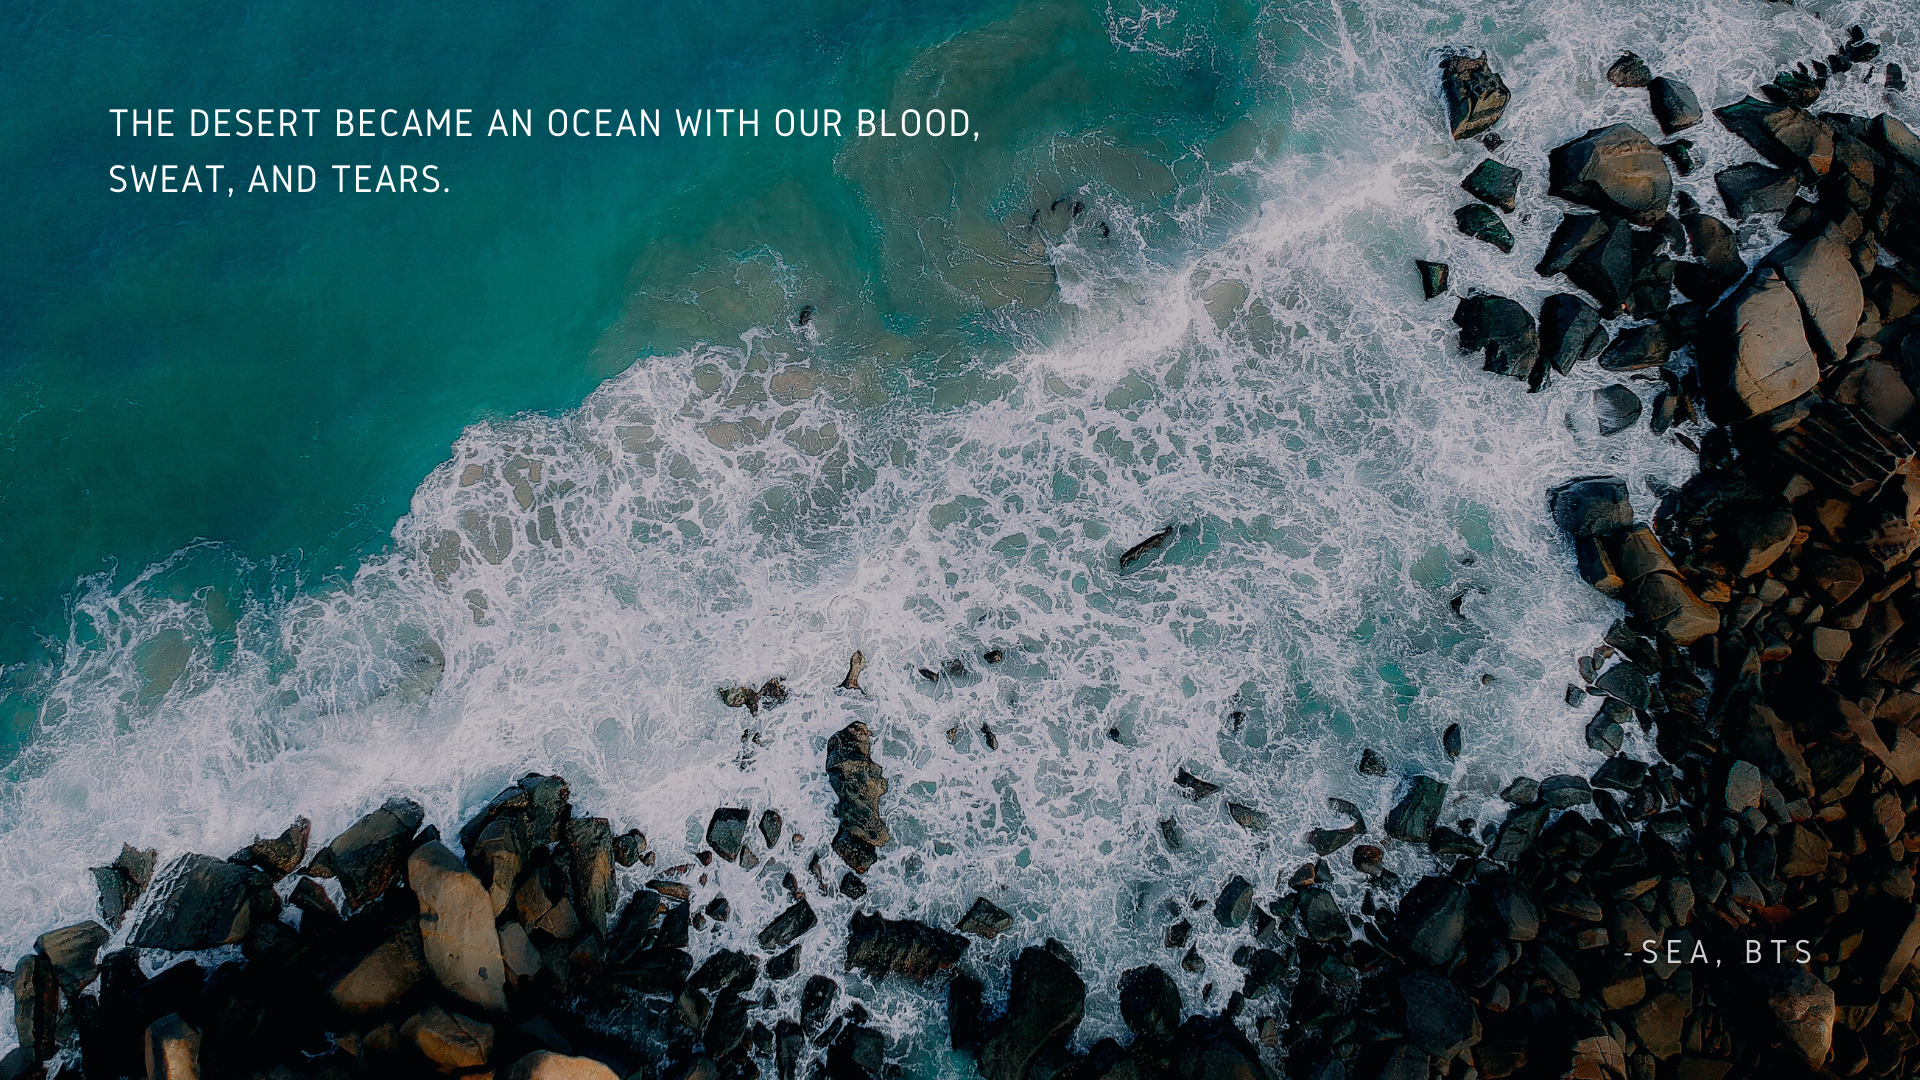 THE DESERT BECAME AN OCEAN WITH OUR BLOOD,
SWEAT, AND TEARS.
-SEA, BTS